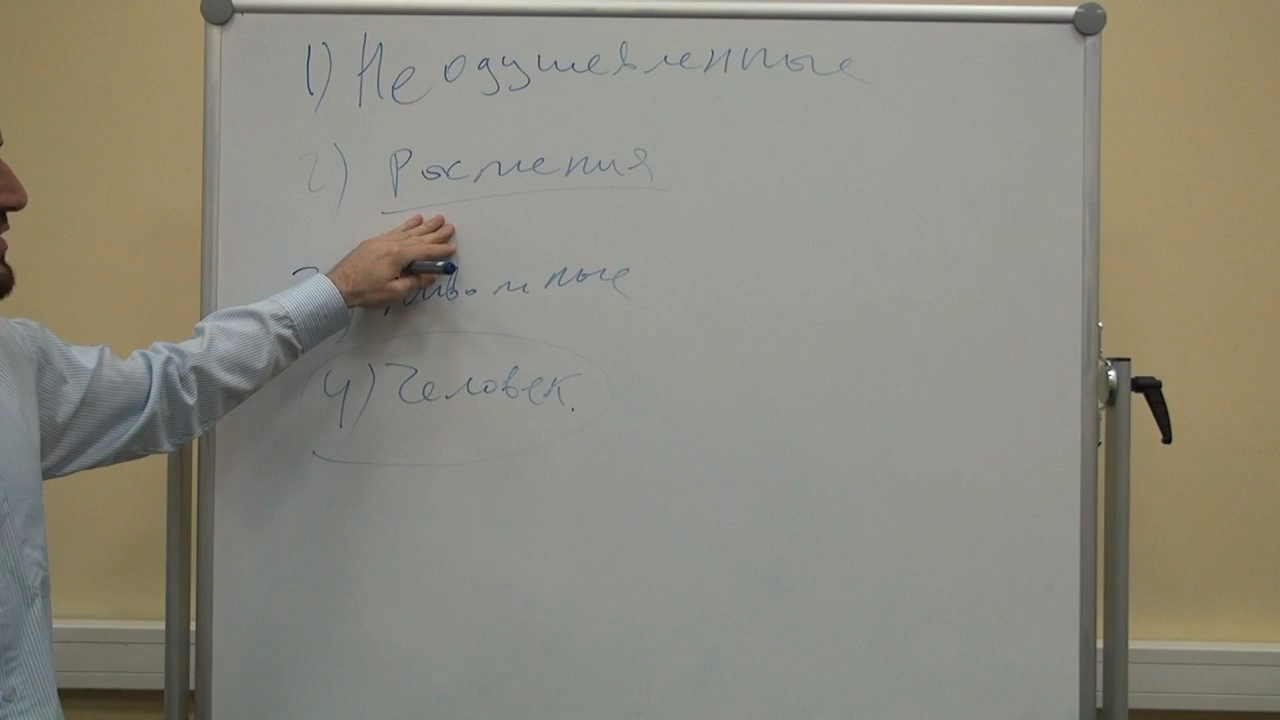 1) Неодушевленные
2) Растения
3) Животные
4) Человек.